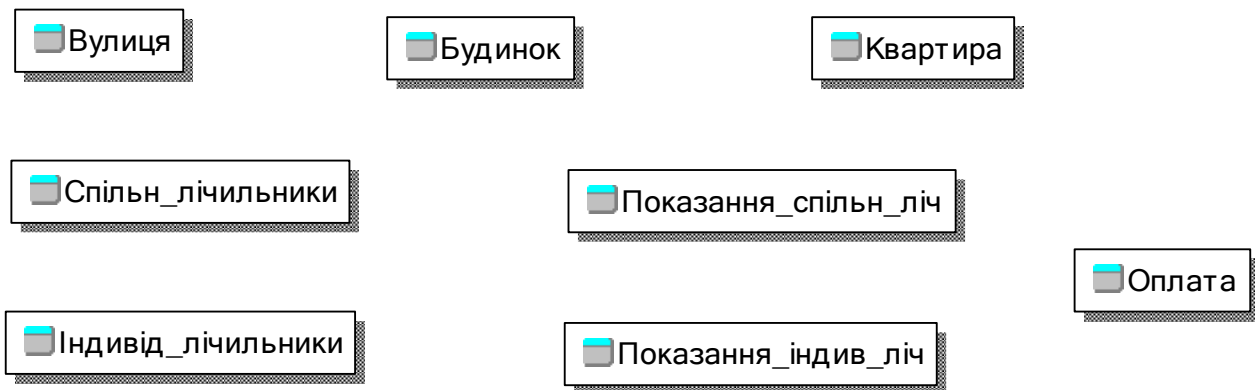 Вулиця
Будинок
Квартира
Спільн_лічильники
Показання_спільн_ліч
Оплата
Індивід_лічильники
Показання_індив_ліч